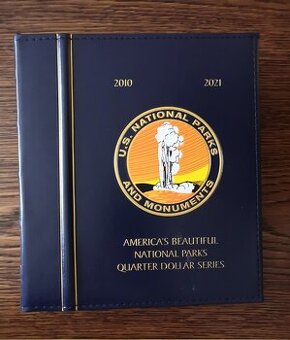 2010 2021
U.S. NATIONAL PARKS
AND MONUMENTS
AMERICA'S BEAUTIFUL
NATIONAL PARKS
QUARTER DOLLAR SERIES